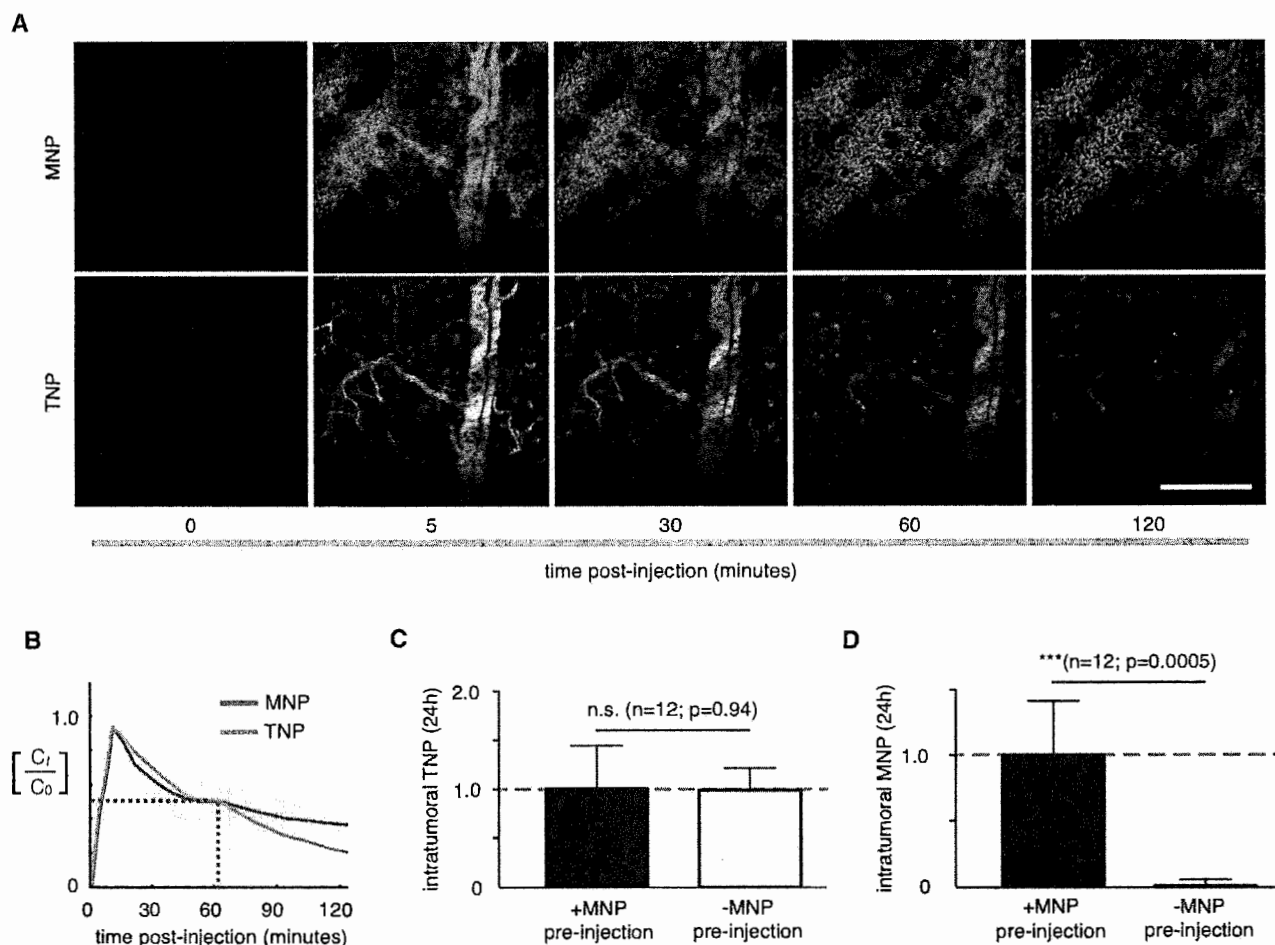 A
MNP
TNP
0 5 30 60 120
time post-injection (minutes)
B
MNP
TNP
1.0
[Ct/C0]
0
0 30 60 90 120
time post-injection (minutes)
C
intratumoral TNP (24h)
2.0
n.s. (n=12; p=0.94)
1.0
0
+MNP -MNP
pre-injection pre-injection
D
intratumoral MNP (24h)
***(n=12; p=0.0005)
1.0
0
+MNP -MNP
pre-injection pre-injection